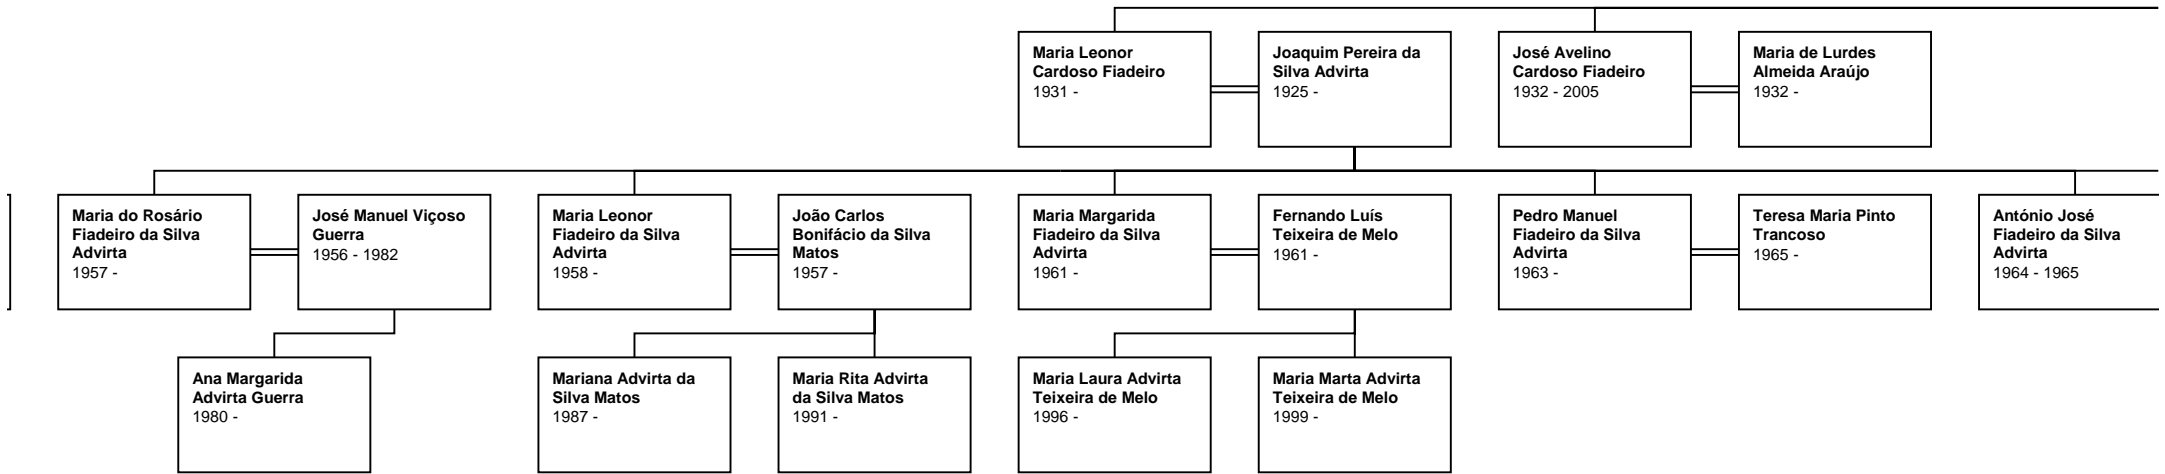 Maria Leonor
Cardoso Fiadeiro
1931 -
Joaquim Pereira da
Silva Advirta
1925 -
José Avelino
Cardoso Fiadeiro
1932 - 2005
Maria de Lurdes
Almeida Araújo
1932 -
Maria do Rosário
Fiadeiro da Silva
Advirta
1957 -
José Manuel Viçoso
Guerra
1956 - 1982
Maria Leonor
Fiadeiro da Silva
Advirta
1958 -
João Carlos
Bonifácio da Silva
Matos
1957 -
Maria Margarida
Fiadeiro da Silva
Advirta
1961 -
Fernando Luís
Teixeira de Melo
1961 -
Pedro Manuel
Fiadeiro da Silva
Advirta
1963 -
Teresa Maria Pinto
Trancoso
1965 -
António José
Fiadeiro da Silva
Advirta
1964 - 1965
Ana Margarida
Advirta Guerra
1980 -
Mariana Advirta da
Silva Matos
1987 -
Maria Rita Advirta
da Silva Matos
1991 -
Maria Laura Advirta
Teixeira de Melo
1996 -
Maria Marta Advirta
Teixeira de Melo
1999 -